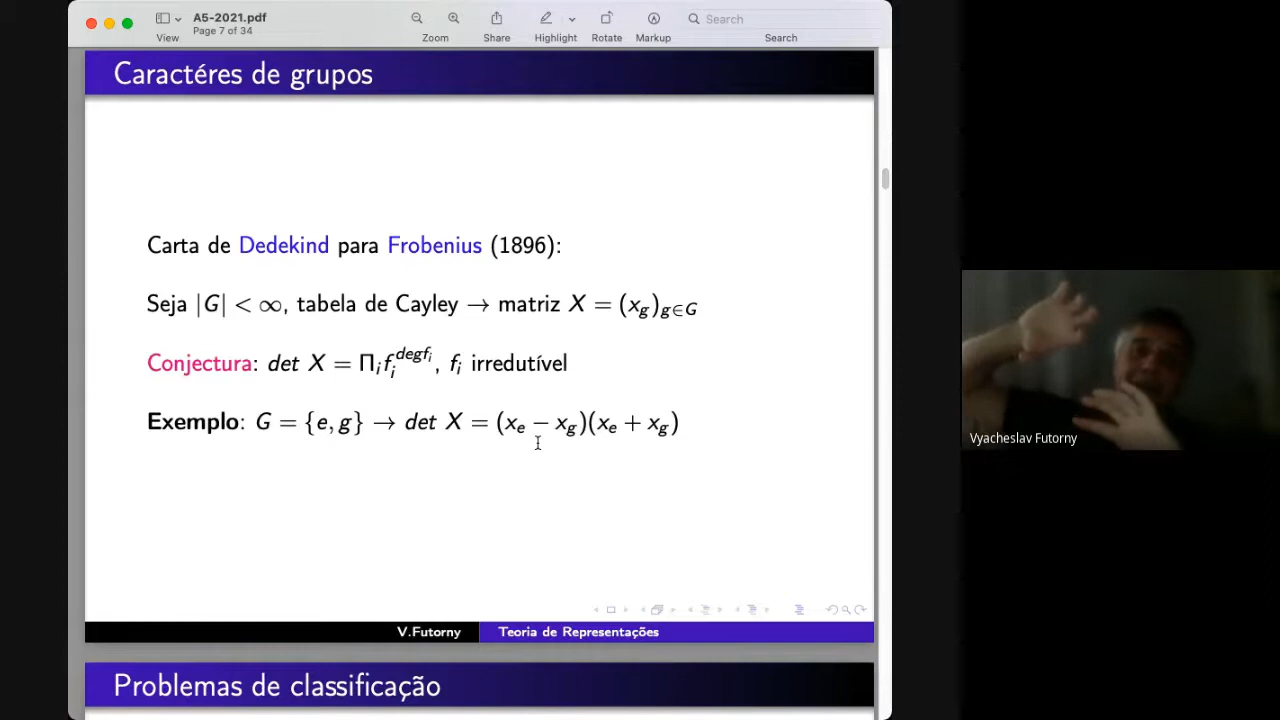 A5-2021.pdf
Page 7 of 34
View
Zoom
Share
Highlight
Rotate
Markup
Search
Search
Caractéres de grupos
Carta de Dedekind para Frobenius (1896):
Seja |G| < ∞, tabela de Cayley → matriz X = (x_g)_{g∈G}
Conjectura: det X = Π_i f_i^{deg f_i}, f_i irredutível
Exemplo: G = {e, g} → det X = (x_e − x_g)(x_e + x_g)
V.Futorny
Teoria de Representações
Problemas de classificação
Vyacheslav Futorny